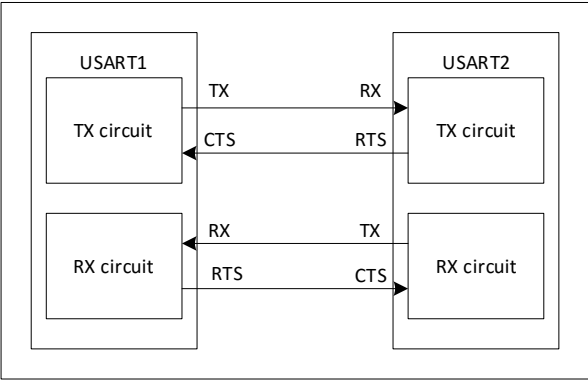 USART1 USART2
TX RX
TX circuit TX circuit
CTS RTS
RX TX
RX circuit RX circuit
RTS CTS